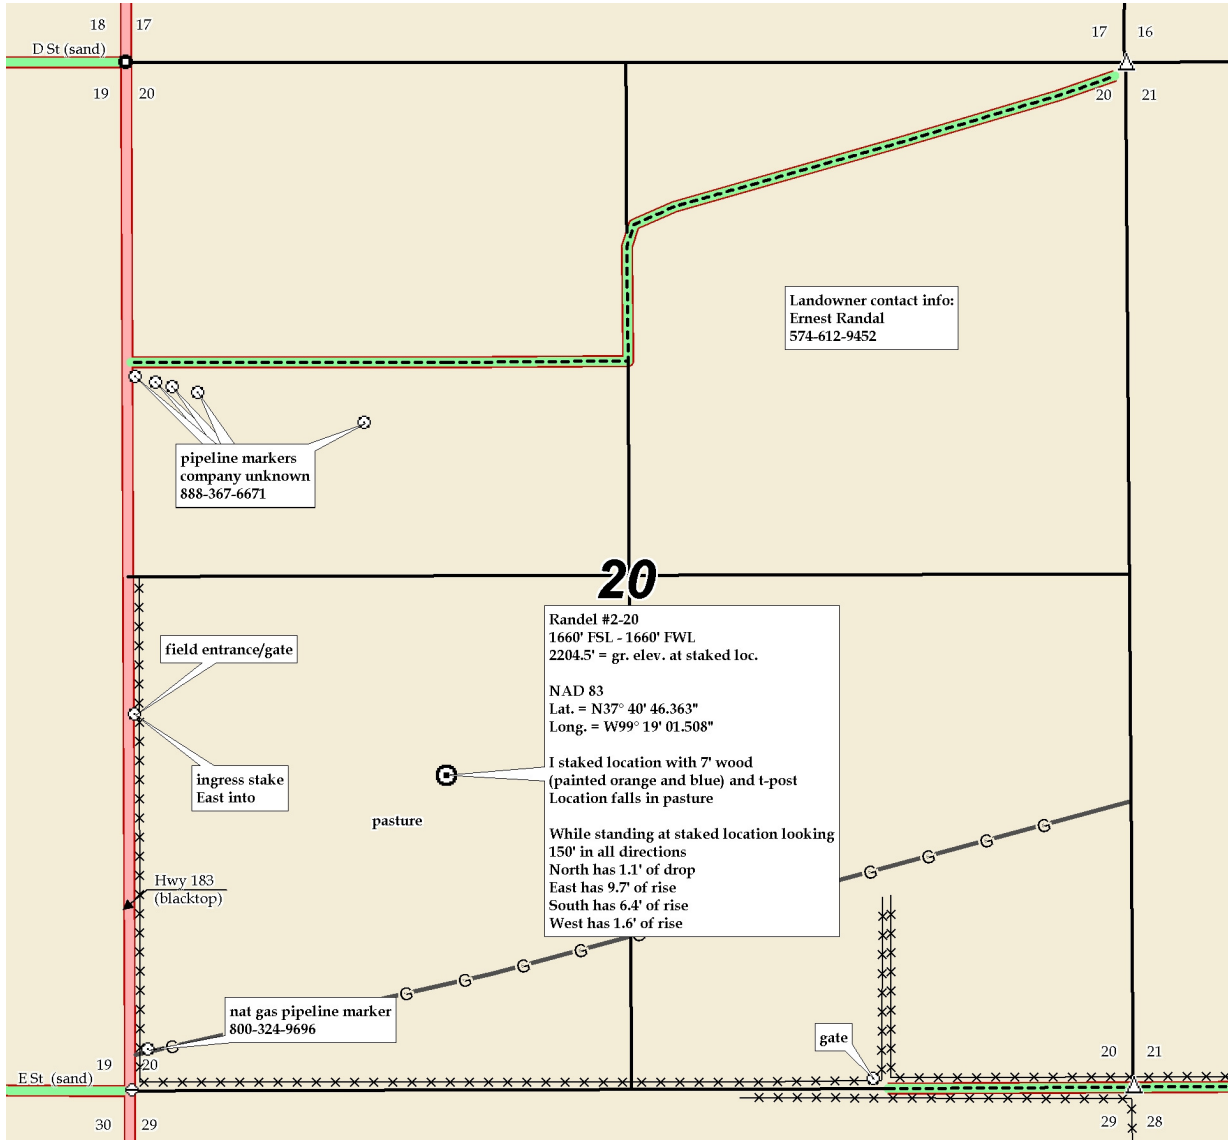 18 17
17 16
D St (sand)
19 20
20 21
Landowner contact info:
Ernest Randal
574-612-9452
pipeline markers
company unknown
888-367-6671
20
Randel #2-20
1660' FSL - 1660' FWL
2204.5' = gr. elev. at staked loc.
NAD 83
Lat. = N37° 40' 46.363"
Long. = W99° 19' 01.508"
I staked location with 7' wood
(painted orange and blue) and t-post
Location falls in pasture
While standing at staked location looking
150' in all directions
North has 1.1' of drop
East has 9.7' of rise
South has 6.4' of rise
West has 1.6' of rise
field entrance/gate
ingress stake
East into
pasture
Hwy 183
(blacktop)
G G G G
G G G G G
nat gas pipeline marker
800-324-9696
G
gate
19 20
20 21
E St (sand)
30 29
29 28